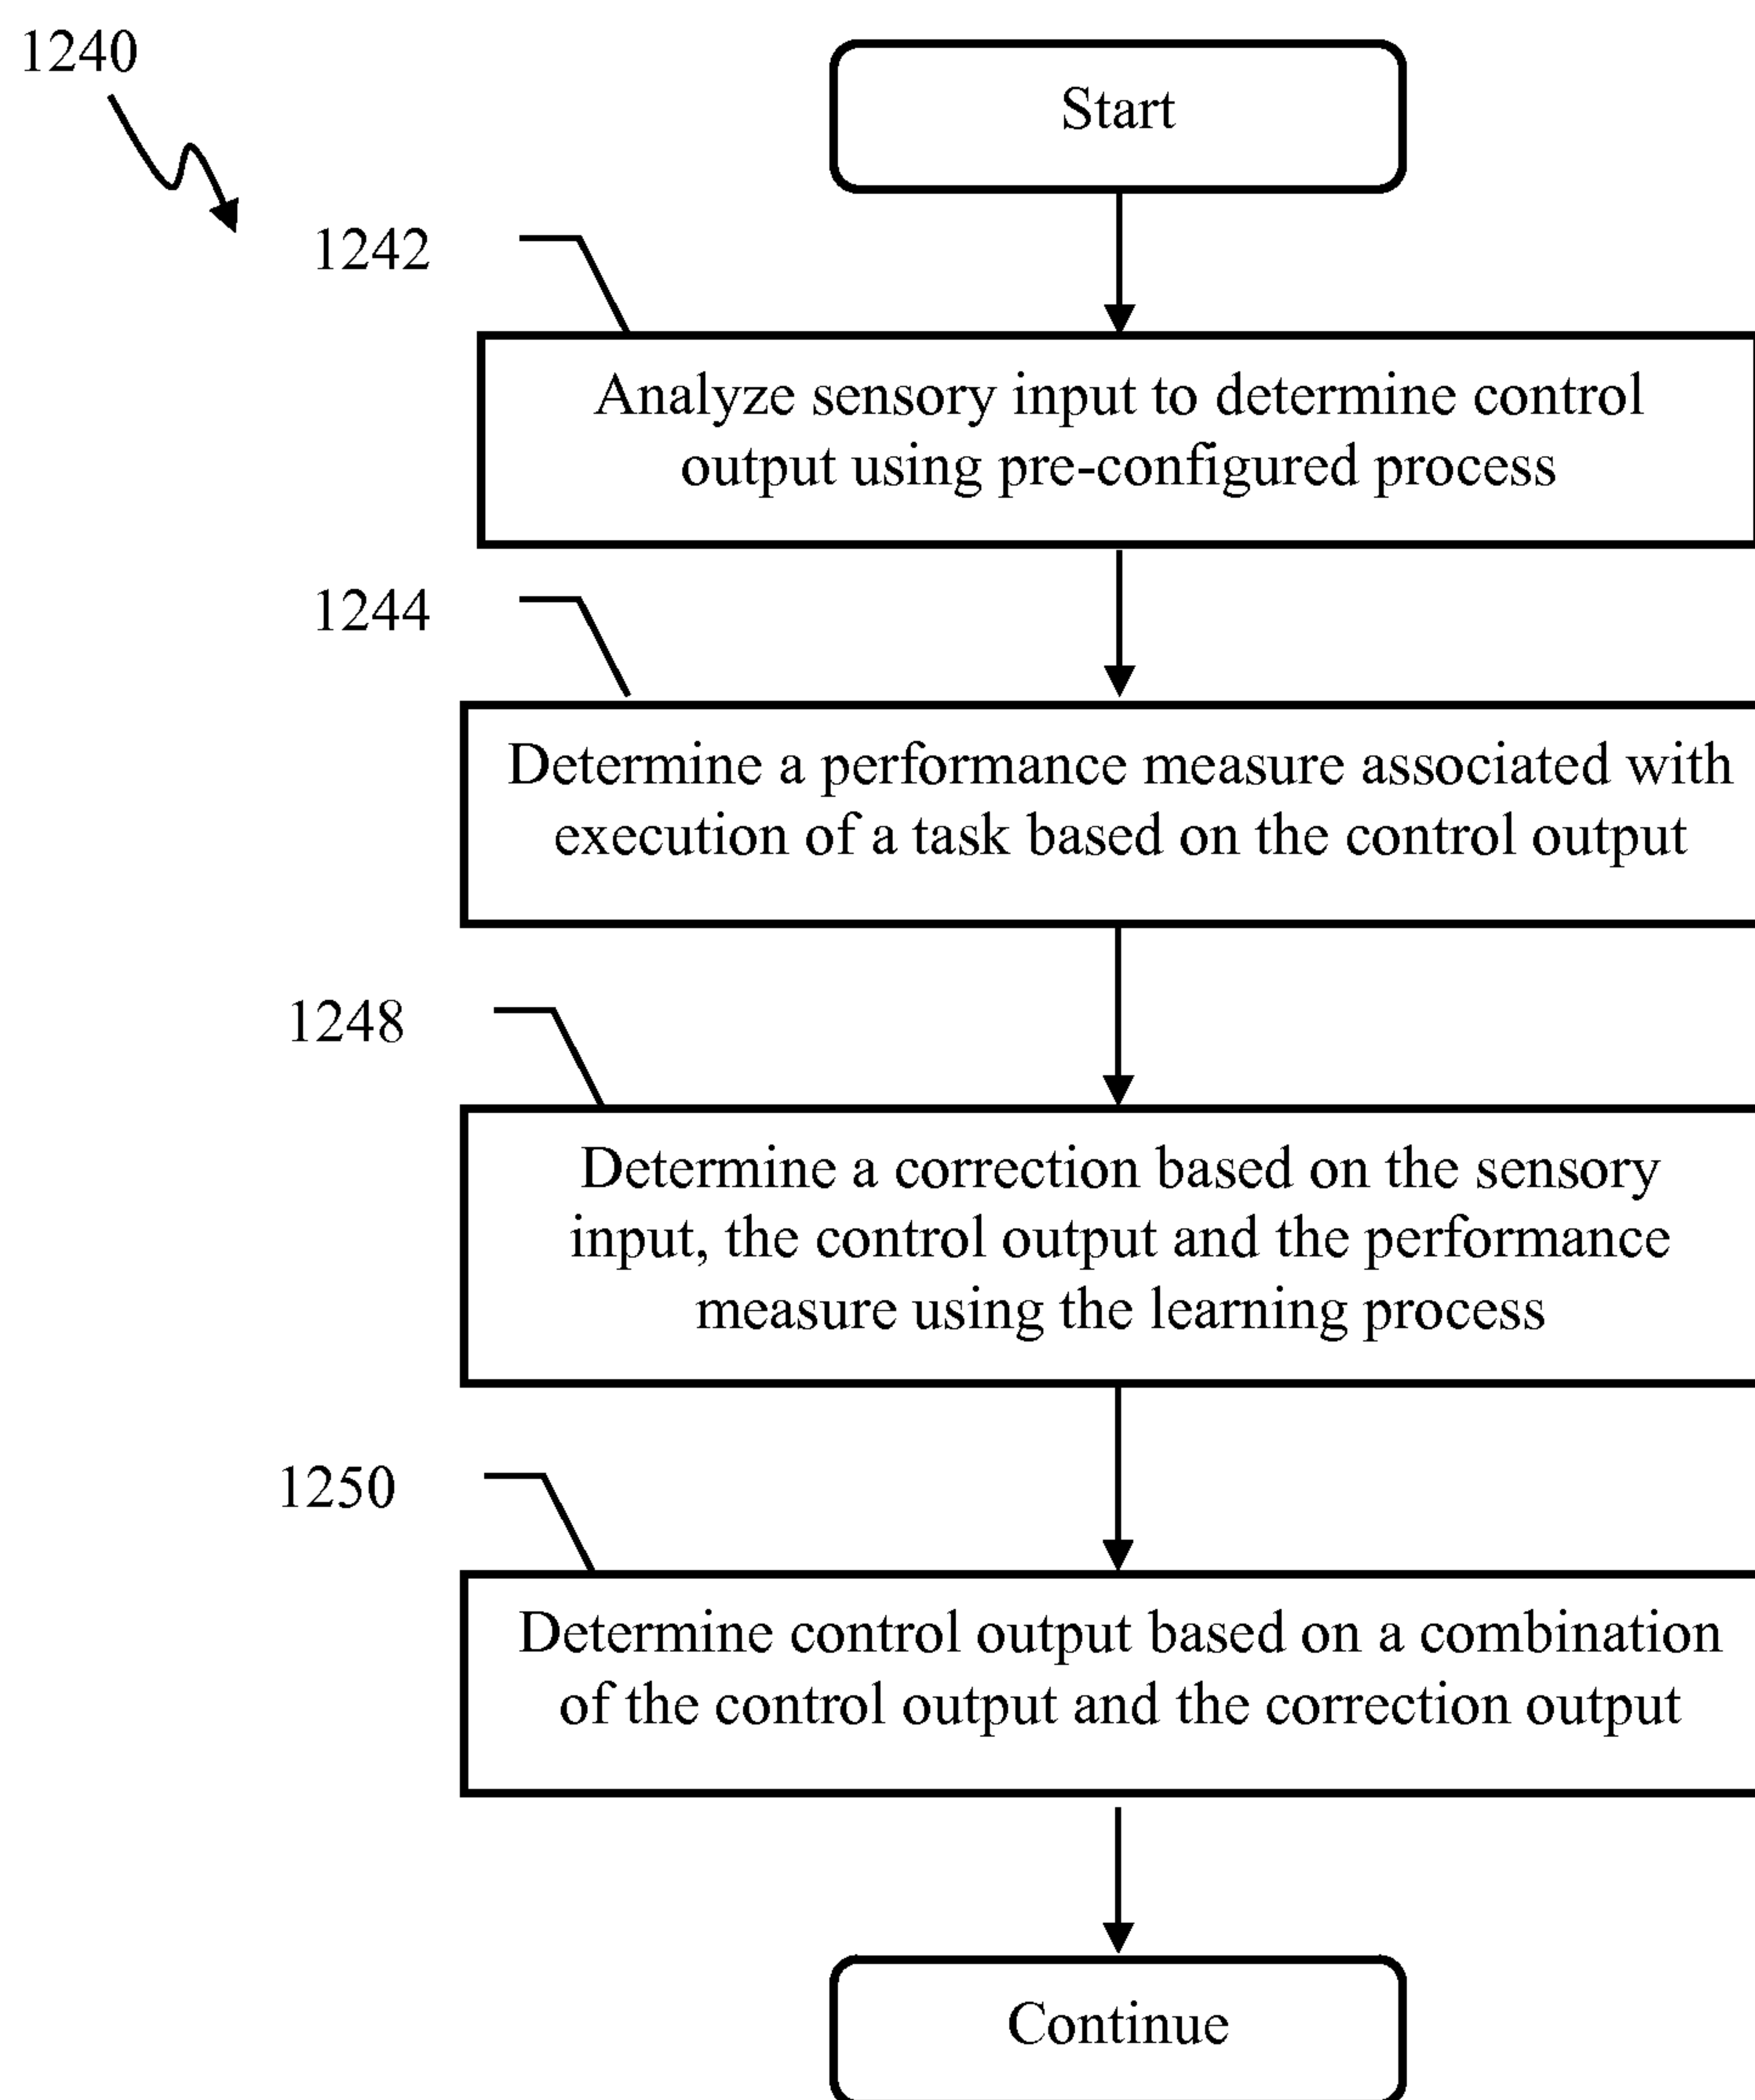 1240
Start
1242
Analyze sensory input to determine control
output using pre-configured process
1244
Determine a performance measure associated with
execution of a task based on the control output
1248
Determine a correction based on the sensory
input, the control output and the performance
measure using the learning process
1250
Determine control output based on a combination
of the control output and the correction output
Continue